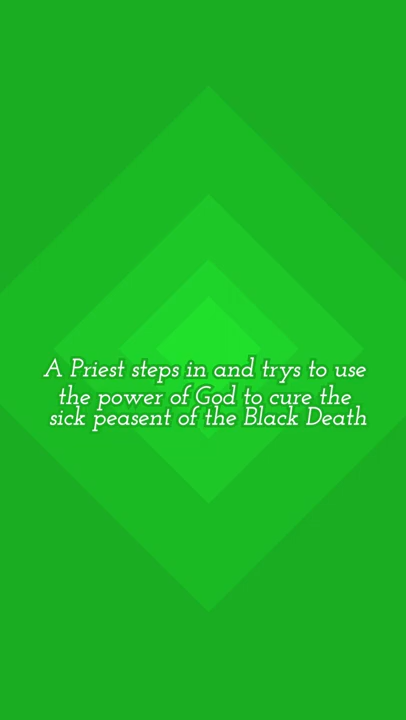 A Priest steps in and trys to use
the power of God to cure the
sick peasent of the Black Death